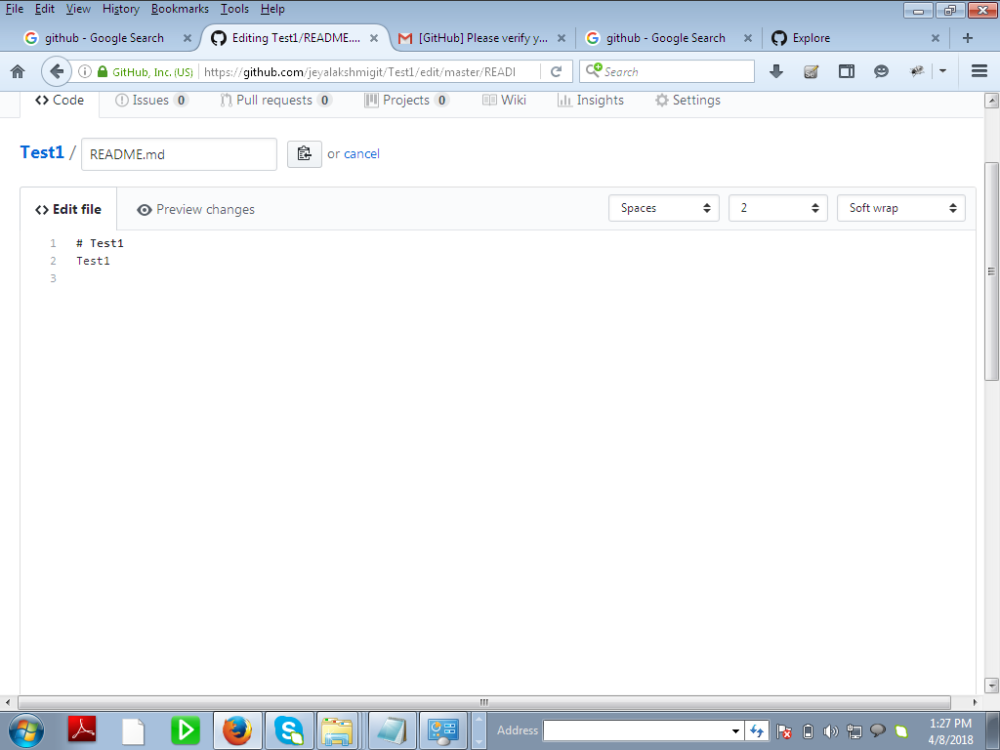 File Edit View History Bookmarks Tools Help
github - Google Search Editing Test1/README.... [GitHub] Please verify y... github - Google Search Explore
GitHub, Inc. (US) https://github.com/jeyalakshmigit/Test1/edit/master/READI Search
Code Issues 0 Pull requests 0 Projects 0 Wiki Insights Settings
Test1 / README.md or cancel
Edit file Preview changes Spaces 2 Soft wrap
1 # Test1
2 Test1
3
Address
1:27 PM
4/8/2018